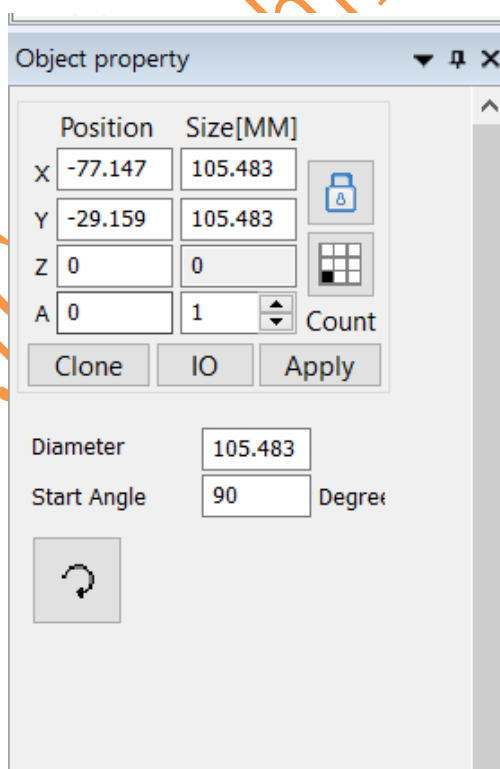 Object property
Position Size[MM]
X -77.147 105.483
Y -29.159 105.483
Z 0 0
A 0 1 Count
Clone IO Apply
Diameter 105.483
Start Angle 90 Degree